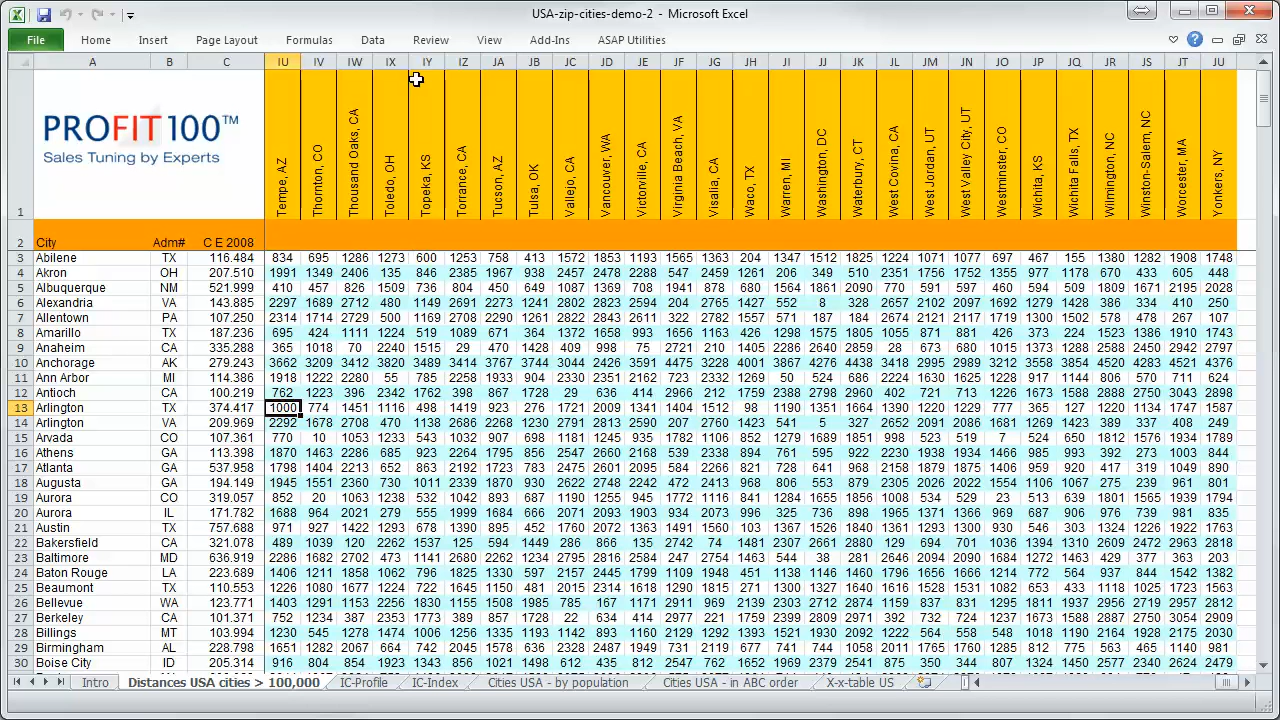 USA-zip-cities-demo-2 - Microsoft Excel
File Home Insert Page Layout Formulas Data Review View Add-Ins ASAP Utilities
A B C IU IV IW IX IY IZ JA JB JC JD JE JF JG JH JI JJ JK JL JM JN JO JP JQ JR JS JT JU
PROFIT 100™
Sales Tuning by Experts
1 Tempe, AZ Thornton, CO Thousand Oaks, CA Toledo, OH Topeka, KS Torrance, CA Tucson, AZ Tulsa, OK Vallejo, CA Vancouver, WA Victorville, CA Virginia Beach, VA Visalia, CA Waco, TX Warren, MI Washington, DC Waterbury, CT West Covina, CA West Jordan, UT West Valley City, UT Westminster, CO Wichita, KS Wichita Falls, TX Wilmington, NC Winston-Salem, NC Worcester, MA Yonkers, NY
2 City Adm# C E 2008
3 Abilene TX 116.484 834 695 1286 1273 600 1253 758 413 1572 1853 1193 1565 1363 204 1347 1512 1825 1224 1071 1077 697 467 155 1380 1282 1908 1748
4 Akron OH 207.510 1991 1349 2406 135 846 2385 1967 938 2457 2478 2288 347 2459 1261 206 349 510 2351 1756 1752 1355 977 1178 670 433 605 448
5 Albuquerque NM 521.999 410 457 826 1509 736 804 450 649 1087 1369 708 1941 878 680 1564 1861 2090 770 591 597 460 594 509 1809 1671 2195 2028
6 Alexandria VA 143.885 2297 1689 2712 480 1149 2691 2273 1241 2802 2823 2594 204 2765 1427 552 8 328 2657 2102 2097 1692 1279 1428 386 334 410 250
7 Allentown PA 107.250 2314 1714 2729 500 1169 2708 2290 1261 2842 2843 2611 322 2782 1557 571 187 184 2674 2121 2117 1719 1300 1502 578 478 267 107
8 Amarillo TX 187.236 695 424 1111 1224 519 1089 671 364 1372 1658 993 1656 1163 426 1298 1575 1805 1055 871 881 426 373 224 1523 1386 1910 1743
9 Anaheim CA 335.288 365 1018 70 2240 1515 29 470 1428 409 998 75 2721 210 1405 2286 2640 2859 28 673 680 1015 1373 1288 2588 2450 2942 2795
10 Anchorage AK 279.243 3662 3209 3412 3820 3489 3414 3767 3744 3044 2426 3591 4475 3228 4001 3867 4276 4438 3418 2995 2989 3212 3558 3854 4520 4283 4521 4376
11 Ann Arbor MI 114.386 1918 1222 2280 55 785 2258 1933 904 2330 2351 2162 723 2332 1269 50 524 686 2224 1630 1625 1228 917 1144 806 571 711 624
12 Antioch CA 100.219 762 1223 396 2342 1762 398 867 1728 29 636 414 2966 212 1759 2388 2748 2960 402 721 713 1226 1599 1588 2888 2750 3043 2898
13 Arlington TX 374.417 1000 774 1451 1116 498 1419 923 276 1721 2009 1341 1404 1512 98 1190 1351 1664 1390 1220 1229 777 365 127 1220 1134 1747 1587
14 Arlington VA 209.969 2292 1678 2708 470 1138 2686 2268 1230 2791 2813 2590 207 2760 1423 541 5 327 2652 2091 2086 1681 1269 1423 389 337 408 249
15 Arvada CO 107.361 770 10 1053 1233 543 1032 907 698 1181 1245 935 1782 1106 852 1279 1689 1851 998 523 519 7 524 650 1812 1576 1934 1789
16 Athens GA 113.398 1870 1463 2286 685 923 2264 1795 856 2547 2660 2168 539 2338 894 761 595 922 2230 1938 1934 1466 985 993 392 273 1003 844
17 Atlanta GA 537.958 1798 1404 2213 652 863 2192 1723 783 2475 2601 2095 584 2266 821 728 641 968 2158 1879 1875 1406 959 920 417 319 1049 890
18 Augusta GA 194.149 1945 1551 2360 730 1010 2339 1870 930 2622 2748 2242 472 2413 968 806 553 879 2305 2026 2022 1554 1106 1067 275 239 961 801
19 Aurora CO 319.057 852 20 1063 1238 532 1042 893 687 1190 1255 945 1772 1116 841 1284 1655 1856 1008 534 529 23 513 639 1801 1565 1939 1794
20 Aurora IL 171.782 1688 964 2021 279 555 1999 1684 666 2071 2093 1903 934 2073 996 325 736 898 1965 1371 1366 969 687 906 976 739 981 835
21 Austin TX 757.688 971 927 1422 1293 678 1390 895 452 1760 2072 1363 1491 1560 103 1367 1526 1840 1361 1293 1300 930 546 303 1324 1226 1922 1763
22 Bakersfield CA 321.078 489 1039 120 2262 1537 125 594 1449 286 866 135 2742 74 1481 2307 2661 2880 129 694 701 1036 1394 1310 2609 2472 2963 2818
23 Baltimore MD 636.919 2286 1682 2702 473 1141 2680 2262 1234 2795 2816 2584 247 2754 1463 544 38 281 2646 2094 2090 1684 1272 1463 429 377 363 203
24 Baton Rouge LA 223.689 1406 1211 1858 1062 796 1825 1330 597 2157 2445 1799 1109 1948 451 1138 1146 1460 1796 1656 1666 1214 772 564 937 844 1542 1382
25 Beaumont TX 110.553 1226 1080 1677 1224 722 1645 1150 481 2015 2318 1618 1290 1815 271 1300 1327 1640 1616 1528 1532 1082 653 433 1118 1025 1723 1563
26 Bellevue WA 123.771 1403 1291 1153 2256 1830 1155 1508 1985 785 167 1171 2911 969 2139 2303 2712 2874 1159 837 831 1295 1811 1937 2956 2719 2957 2812
27 Berkeley CA 101.371 752 1234 387 2353 1773 389 857 1728 22 634 414 2977 221 1759 2399 2808 2971 392 732 724 1237 1673 1598 2888 2750 3054 2909
28 Billings MT 103.994 1230 545 1278 1474 1006 1256 1335 1193 1142 893 1160 2129 1292 1393 1521 1930 2092 1222 564 558 548 1018 1190 2164 1938 2175 2030
29 Birmingham AL 228.798 1651 1282 2067 664 742 2045 1578 636 2328 2487 1949 731 2119 677 741 744 1058 2011 1765 1761 1292 812 775 563 465 1140 981
30 Boise City ID 205.314 916 804 854 1923 1343 856 1021 1498 612 435 812 2547 762 1652 1969 2379 2541 875 350 344 807 1375 1450 2577 2340 2624 2479
Intro Distances USA cities > 100,000 IC-Profile IC-Index Cities USA - by population Cities USA - in ABC order X-x-table US